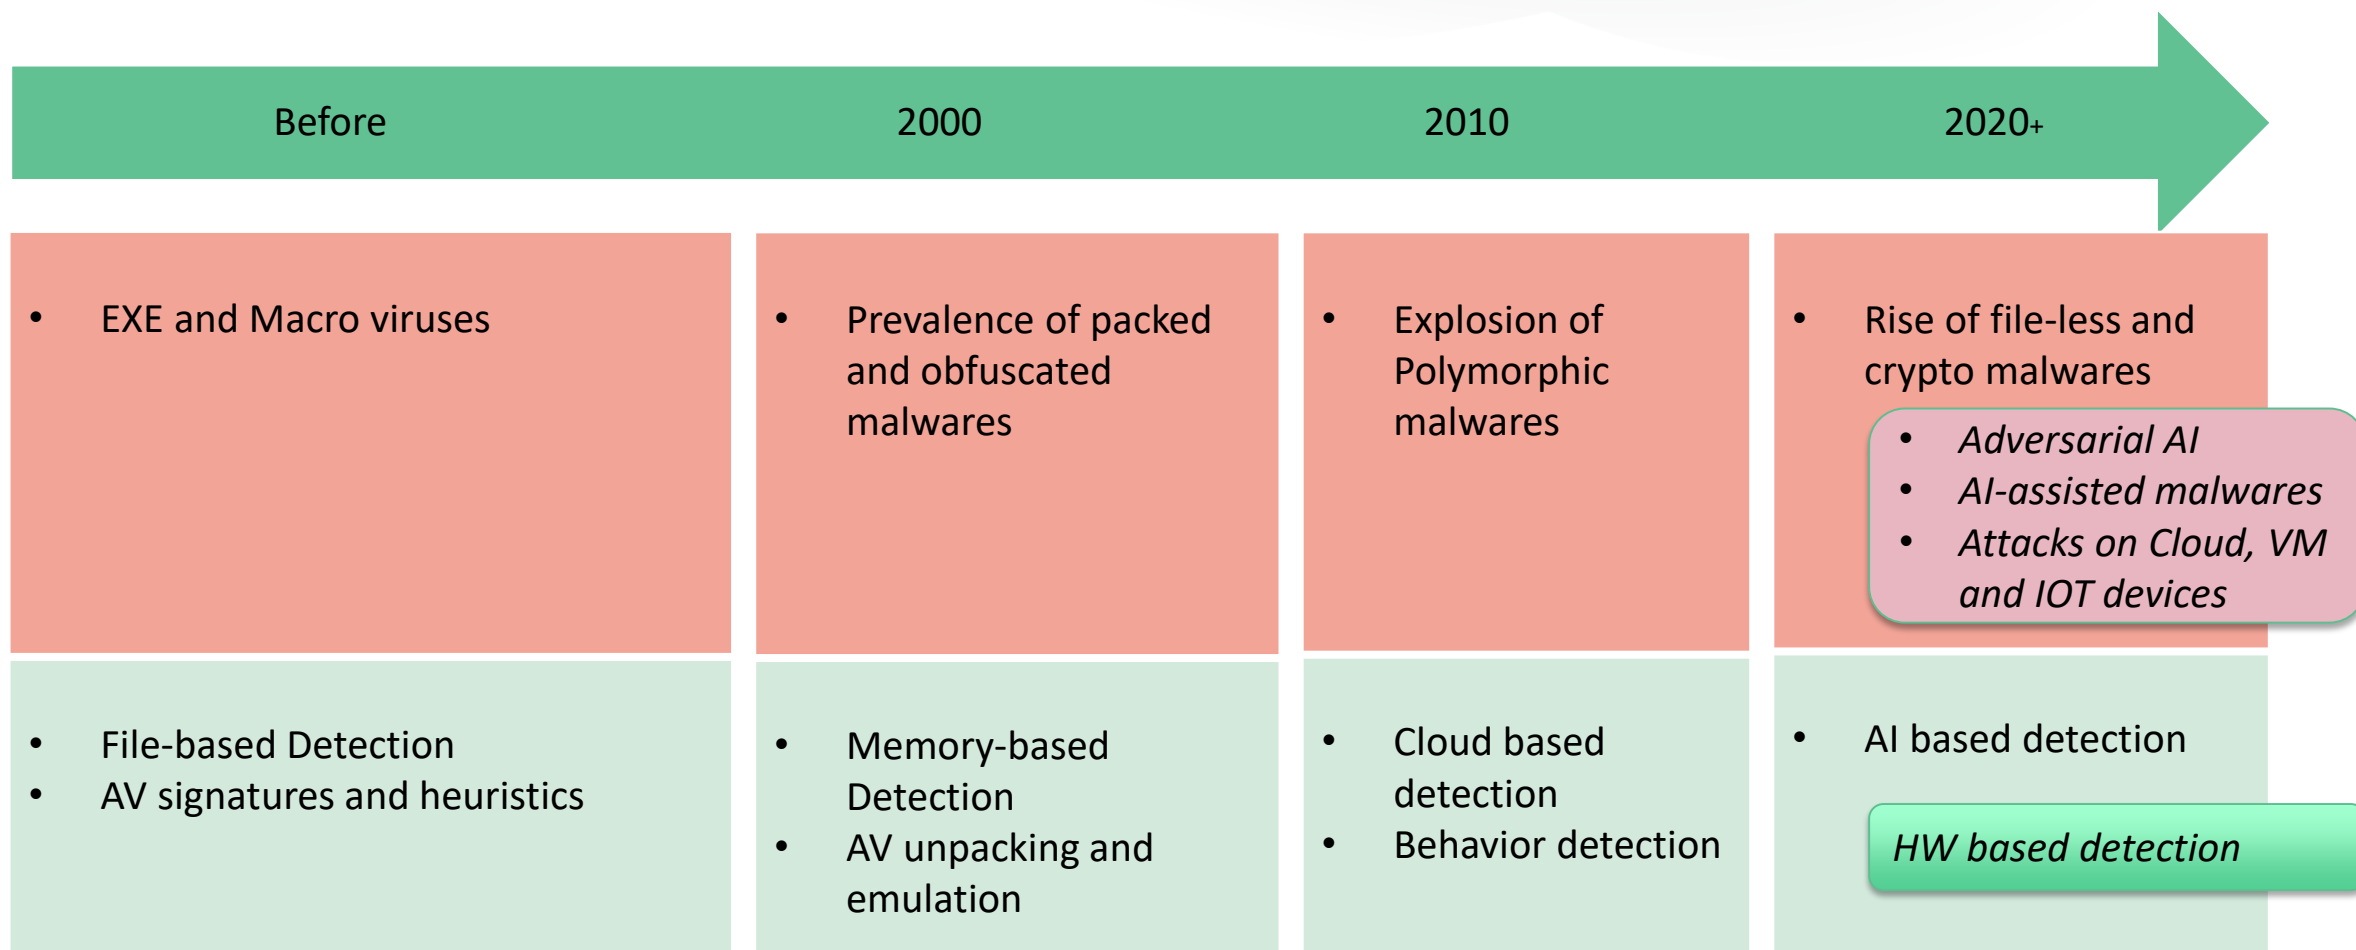 Before
2000
2010
2020+
• EXE and Macro viruses
• Prevalence of packed
and obfuscated
malwares
• Explosion of
Polymorphic
malwares
• Rise of file-less and
crypto malwares
• Adversarial AI
• AI-assisted malwares
• Attacks on Cloud, VM
and IOT devices
• File-based Detection
• AV signatures and heuristics
• Memory-based
Detection
• AV unpacking and
emulation
• Cloud based
detection
• Behavior detection
• AI based detection
HW based detection